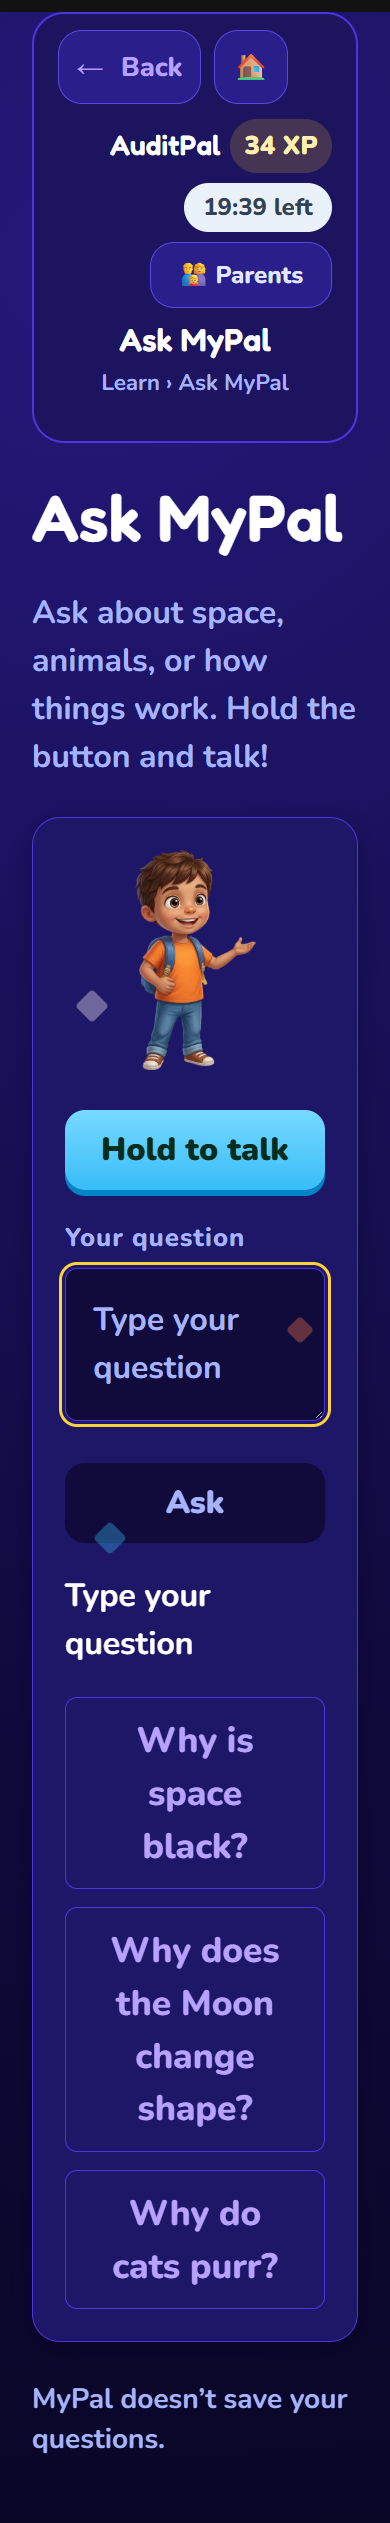 ← Back
AuditPal 34 XP
19:39 left
Parents
Ask MyPal
Learn › Ask MyPal
Ask MyPal
Ask about space,
animals, or how
things work. Hold the
button and talk!
Hold to talk
Your question
Type your
question
Ask
Type your
question
Why is
space
black?
Why does
the Moon
change
shape?
Why do
cats purr?
MyPal doesn’t save your
questions.